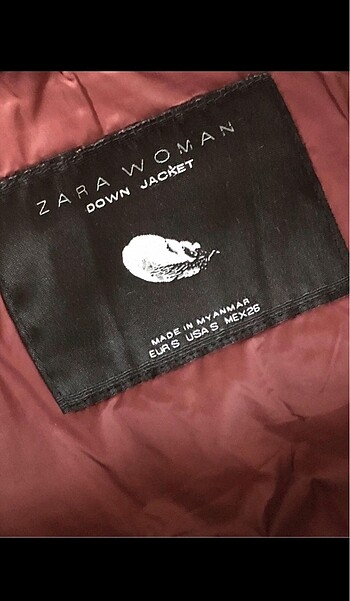 ZARA WOMAN
DOWN JACKET
MADE IN MYANMAR
EUR S USA S MEX 26